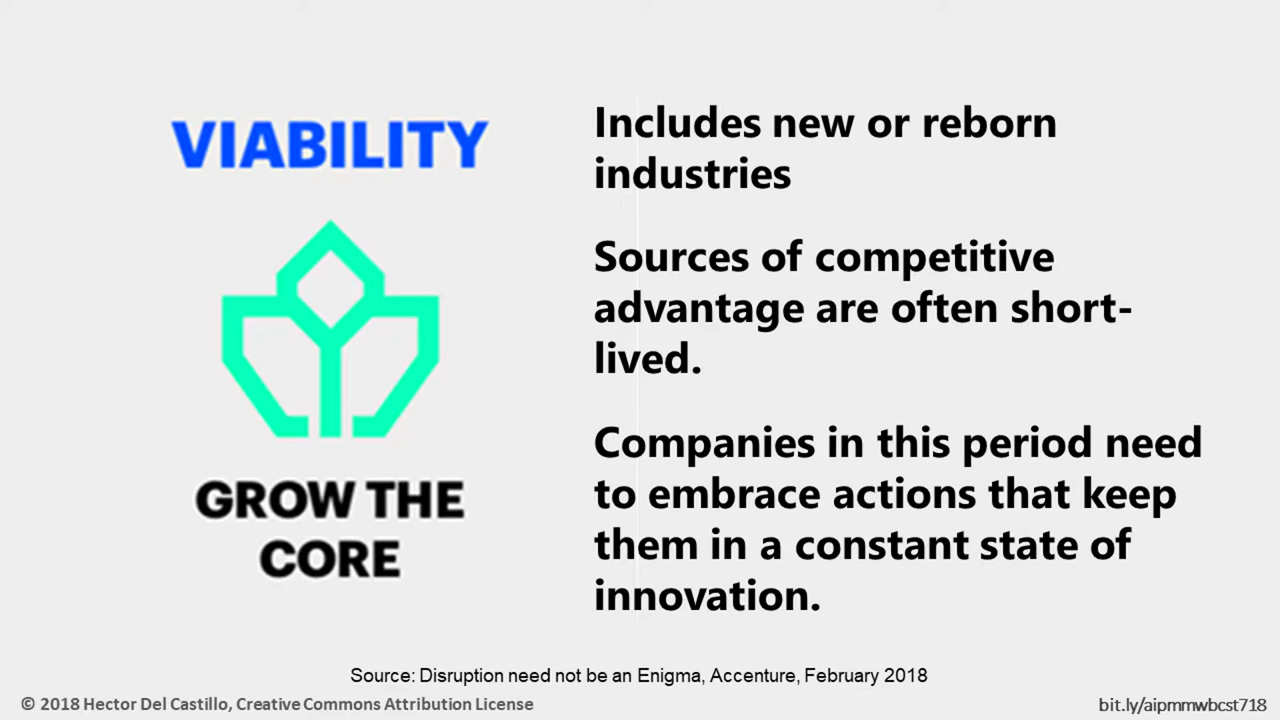 VIABILITY
GROW THE
CORE
Includes new or reborn
industries
Sources of competitive
advantage are often short-
lived.
Companies in this period need
to embrace actions that keep
them in a constant state of
innovation.
Source: Disruption need not be an Enigma, Accenture, February 2018
© 2018 Hector Del Castillo, Creative Commons Attribution License
bit.ly/aipmmwbcst718